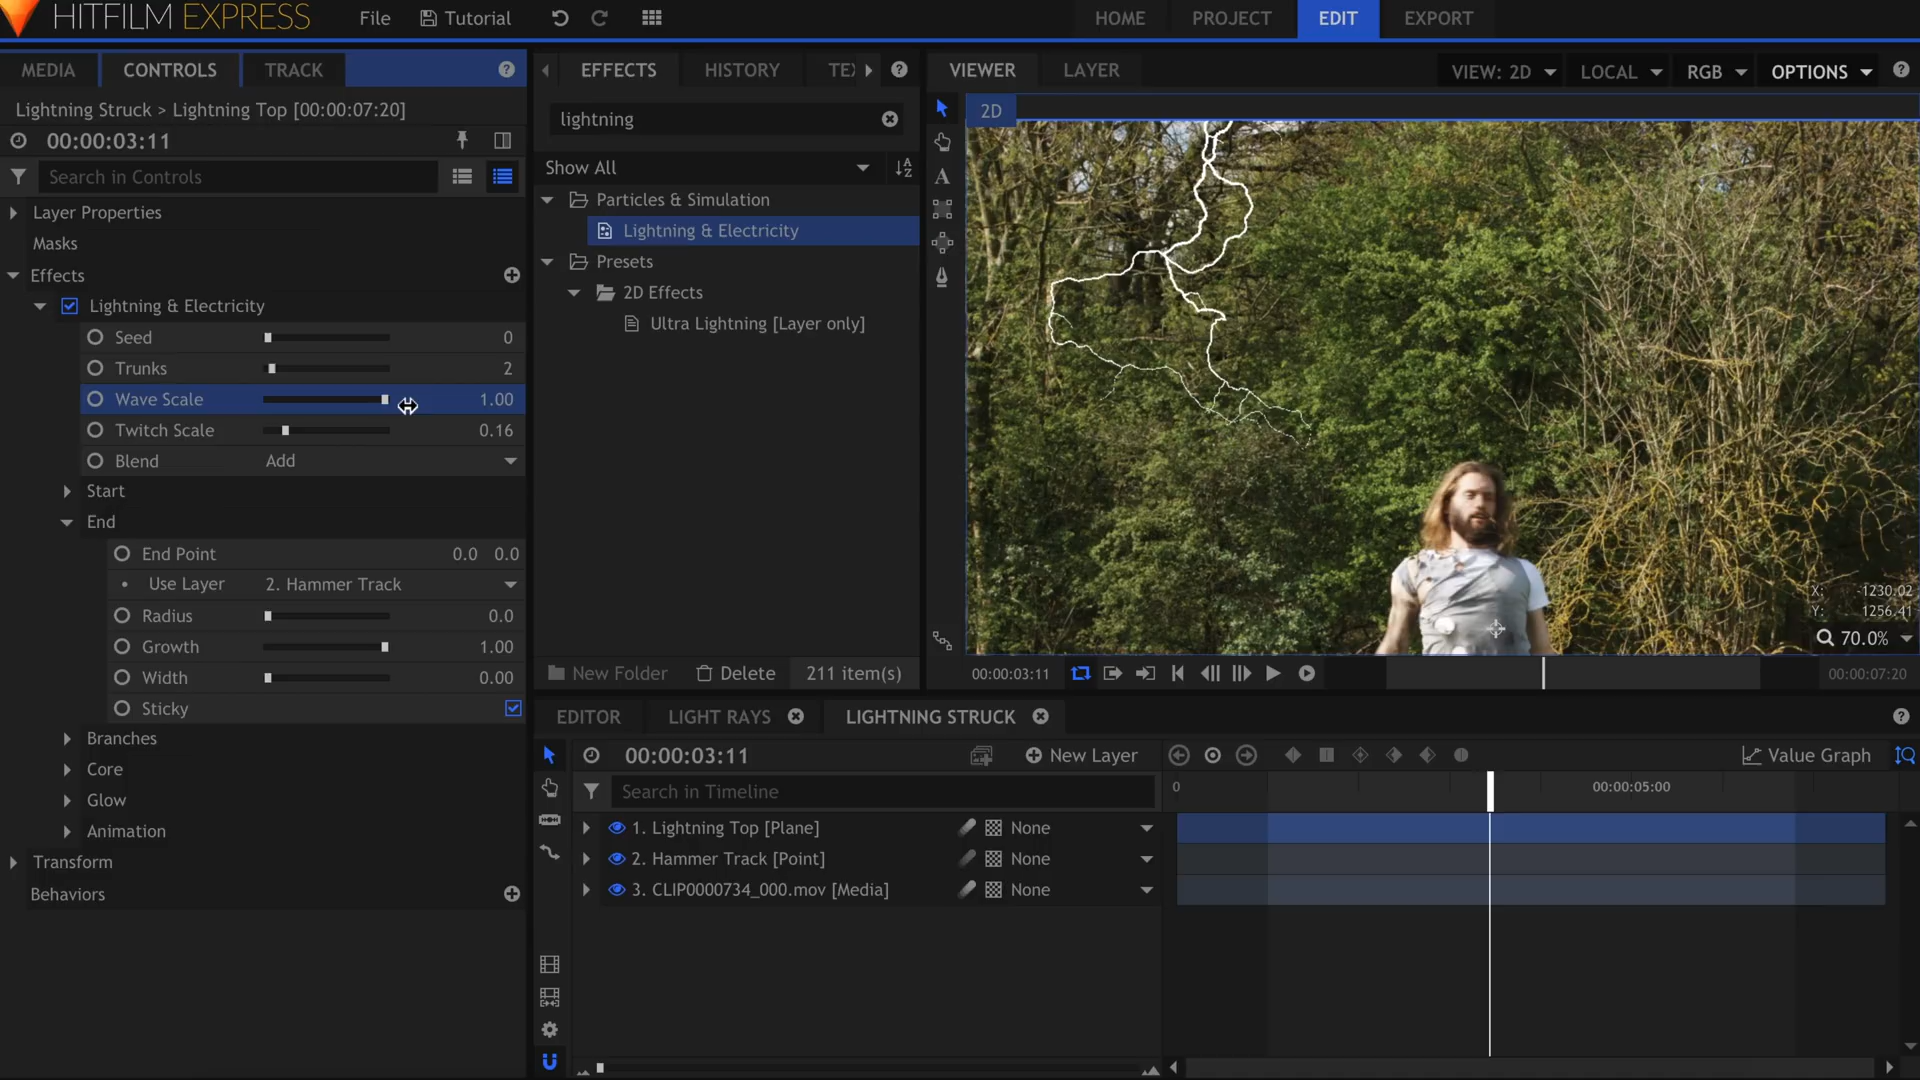 HITFILM EXPRESS
File
Tutorial
HOME
PROJECT
EDIT
EXPORT
MEDIA
CONTROLS
TRACK
Lightning Struck > Lightning Top [00:00:07:20]
00:00:03:11
Search in Controls
Layer Properties
Masks
Effects
Lightning & Electricity
Seed 0
Trunks 2
Wave Scale 1.00
Twitch Scale 0.16
Blend Add
Start
End
End Point 0.0 0.0
Use Layer 2. Hammer Track
Radius 0.0
Growth 1.00
Width 0.00
Sticky
Branches
Core
Glow
Animation
Transform
Behaviors
EFFECTS
HISTORY
lightning
Show All
Particles & Simulation
Lightning & Electricity
Presets
2D Effects
Ultra Lightning [Layer only]
New Folder
Delete
211 item(s)
VIEWER
LAYER
VIEW: 2D
LOCAL
RGB
OPTIONS
2D
X: -1230.02
Y: 1256.41
70.0%
00:00:03:11
00:00:07:20
EDITOR
LIGHT RAYS
LIGHTNING STRUCK
00:00:03:11
New Layer
Value Graph
Search in Timeline
0
00:00:05:00
1. Lightning Top [Plane] None
2. Hammer Track [Point] None
3. CLIP0000734_000.mov [Media] None